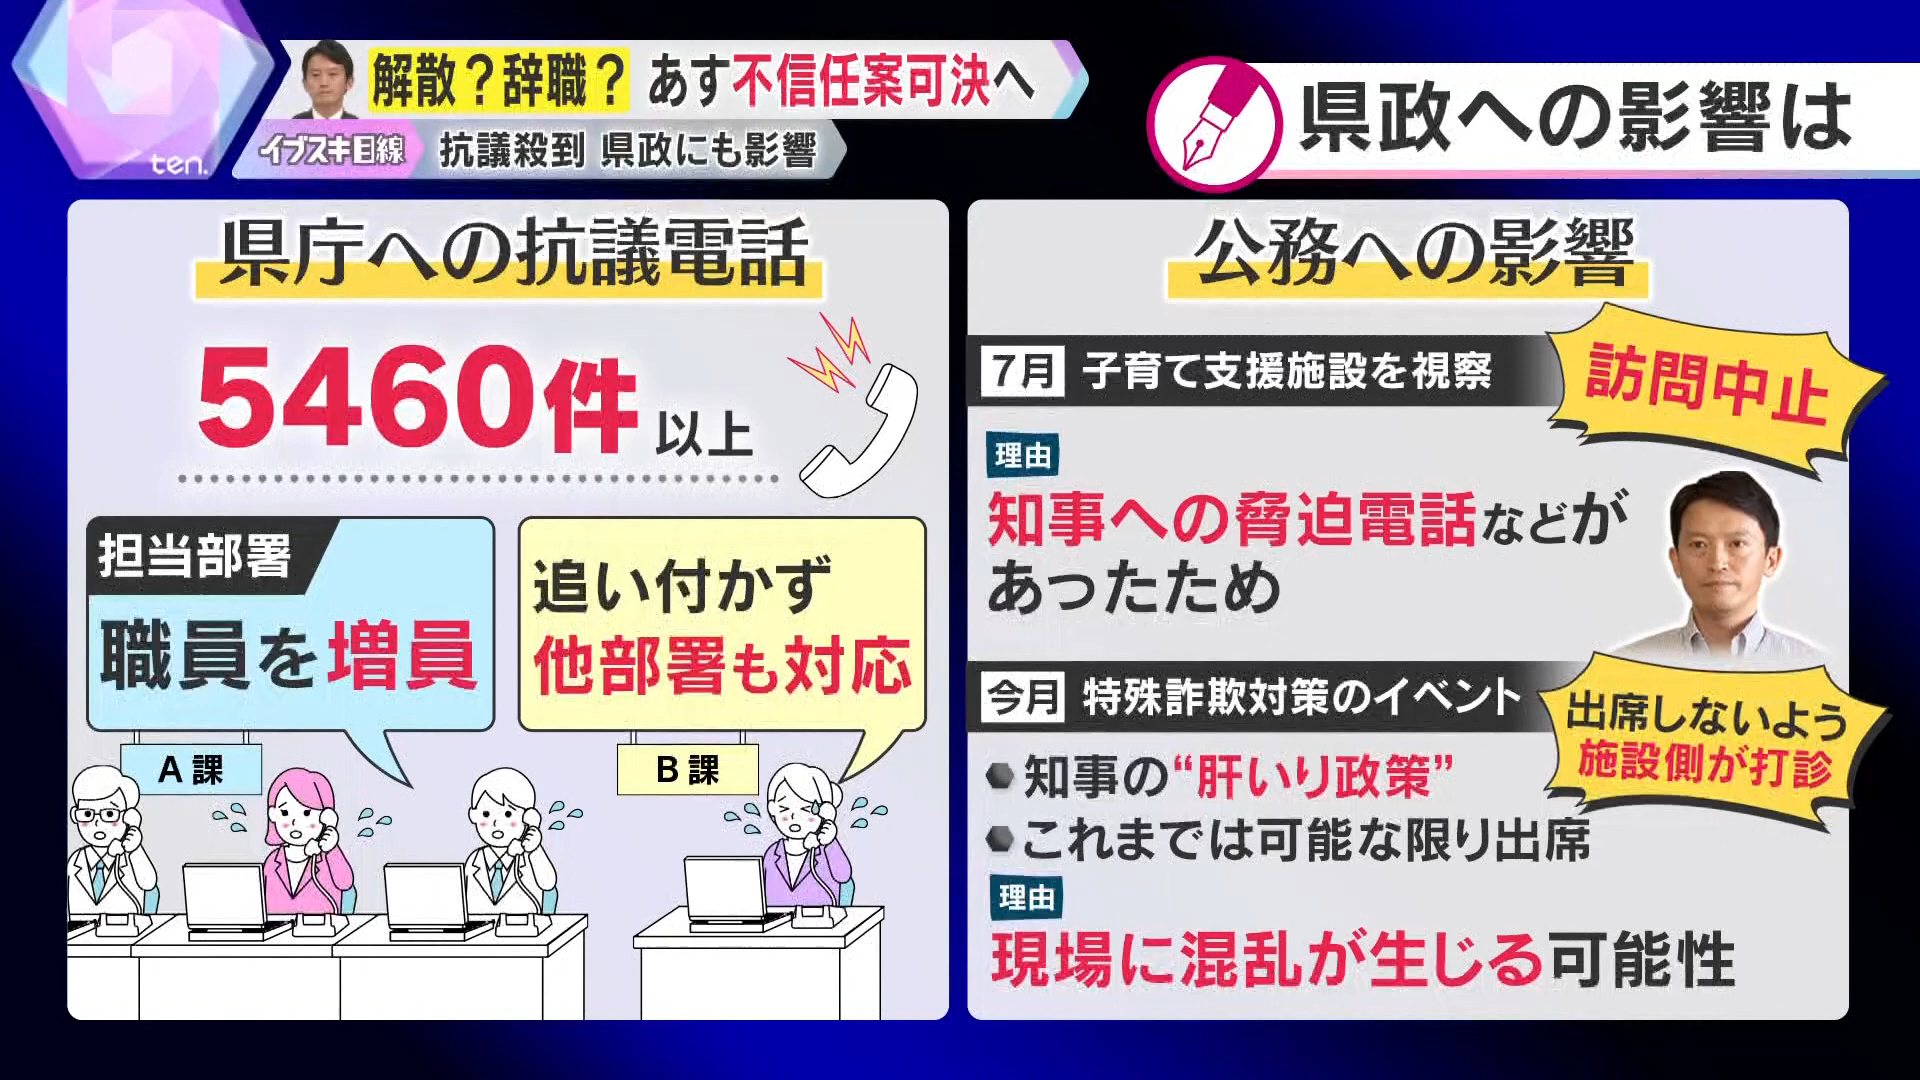 ten.
解散？辞職？ あす不信任案可決へ
イブスキ目線
抗議殺到 県政にも影響
県政への影響は
県庁への抗議電話
5460件以上
担当部署
職員を増員
追い付かず
他部署も対応
A課
B課
公務への影響
7月 子育て支援施設を視察
訪問中止
理由
知事への脅迫電話などが
あったため
今月 特殊詐欺対策のイベント
出席しないよう
施設側が打診
知事の“肝いり政策”
これまでは可能な限り出席
理由
現場に混乱が生じる可能性